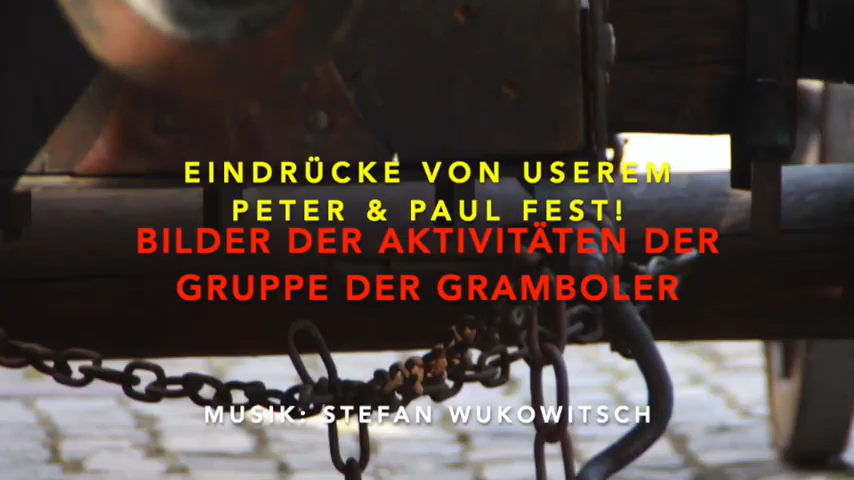 EINDRÜCKE VON USEREM
PETER & PAUL FEST!
BILDER DER AKTIVITÄTEN DER
GRUPPE DER GRAMBOLER
MUSIK: STEFAN WUKOWITSCH